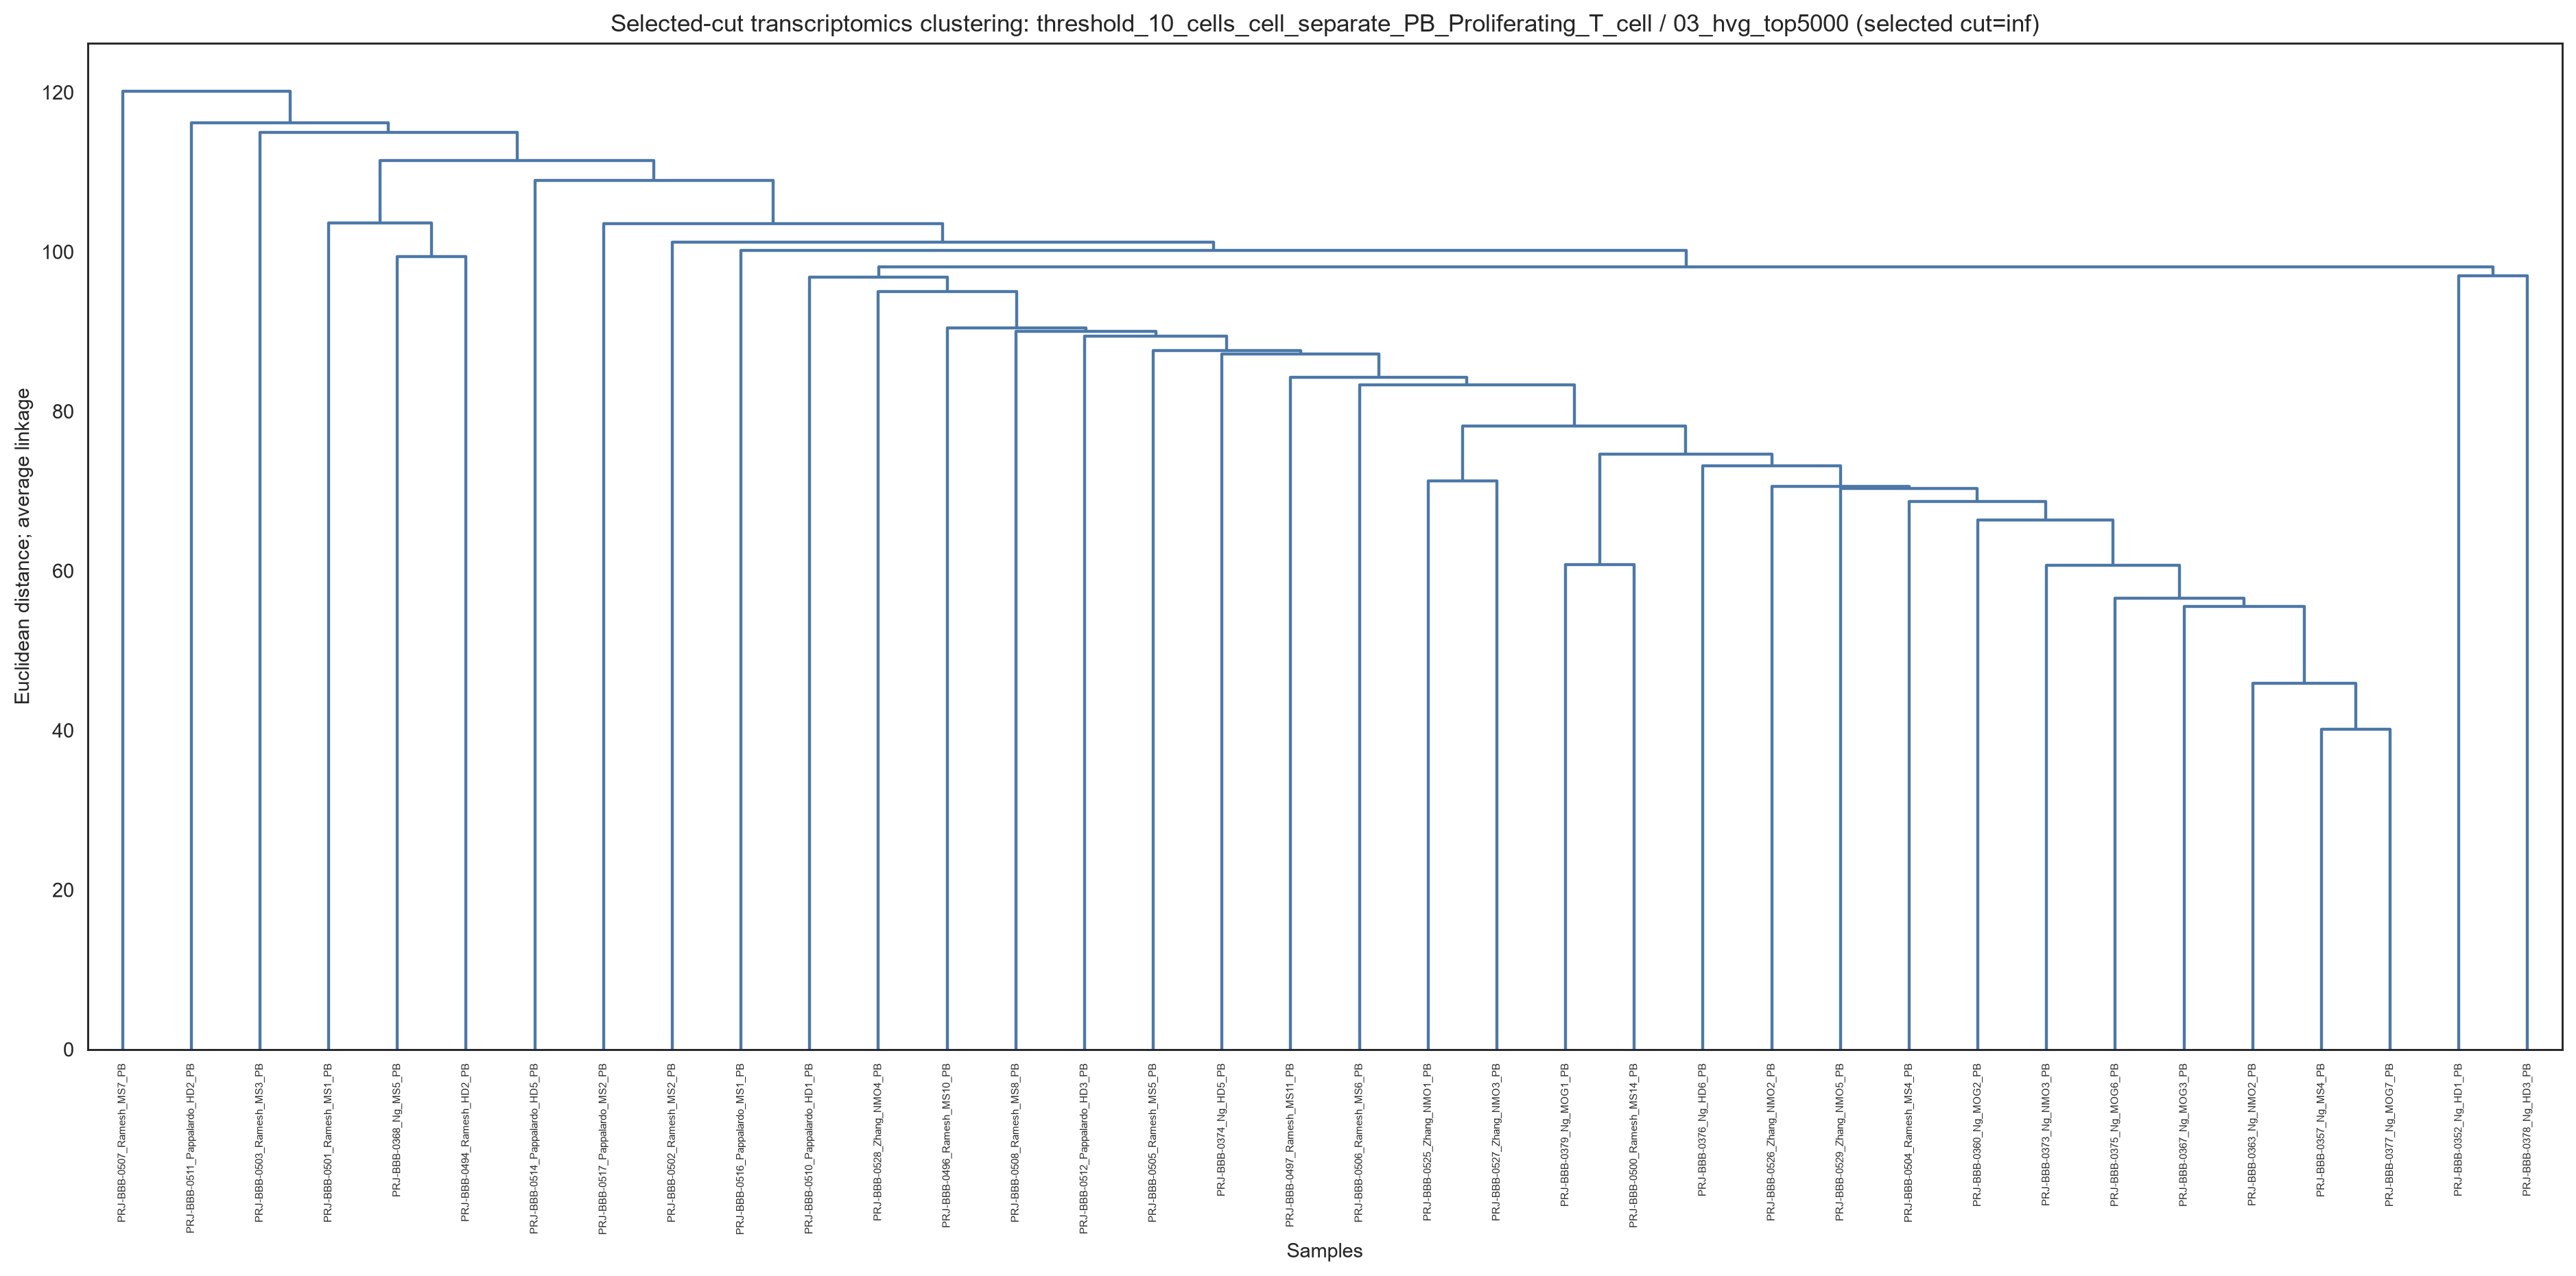 Selected-cut transcriptomics clustering: threshold_10_cells_cell_separate_PB_Proliferating_T_cell / 03_hvg_top5000 (selected cut=inf)
Euclidean distance; average linkage
120
100
80
60
40
20
0
PRJ-BBB-0507_Ramesh_MS7_PB
PRJ-BBB-0511_Pappalardo_HD2_PB
PRJ-BBB-0503_Ramesh_MS3_PB
PRJ-BBB-0501_Ramesh_MS1_PB
PRJ-BBB-0368_Ng_MS5_PB
PRJ-BBB-0494_Ramesh_HD2_PB
PRJ-BBB-0514_Pappalardo_HD5_PB
PRJ-BBB-0517_Pappalardo_MS2_PB
PRJ-BBB-0502_Ramesh_MS2_PB
PRJ-BBB-0516_Pappalardo_MS1_PB
PRJ-BBB-0510_Pappalardo_HD1_PB
PRJ-BBB-0528_Zhang_NMO4_PB
PRJ-BBB-0496_Ramesh_MS10_PB
PRJ-BBB-0508_Ramesh_MS8_PB
PRJ-BBB-0512_Pappalardo_HD3_PB
PRJ-BBB-0505_Ramesh_MS5_PB
PRJ-BBB-0374_Ng_HD5_PB
PRJ-BBB-0497_Ramesh_MS11_PB
PRJ-BBB-0506_Ramesh_MS6_PB
PRJ-BBB-0525_Zhang_NMO1_PB
PRJ-BBB-0527_Zhang_NMO3_PB
PRJ-BBB-0379_Ng_MOG1_PB
PRJ-BBB-0500_Ramesh_MS14_PB
PRJ-BBB-0376_Ng_HD6_PB
PRJ-BBB-0526_Zhang_NMO2_PB
PRJ-BBB-0529_Zhang_NMO5_PB
PRJ-BBB-0504_Ramesh_MS4_PB
PRJ-BBB-0360_Ng_MOG2_PB
PRJ-BBB-0373_Ng_NMO3_PB
PRJ-BBB-0375_Ng_MOG6_PB
PRJ-BBB-0367_Ng_MOG3_PB
PRJ-BBB-0363_Ng_NMO2_PB
PRJ-BBB-0357_Ng_MS4_PB
PRJ-BBB-0377_Ng_MOG7_PB
PRJ-BBB-0352_Ng_HD1_PB
PRJ-BBB-0378_Ng_HD3_PB
Samples